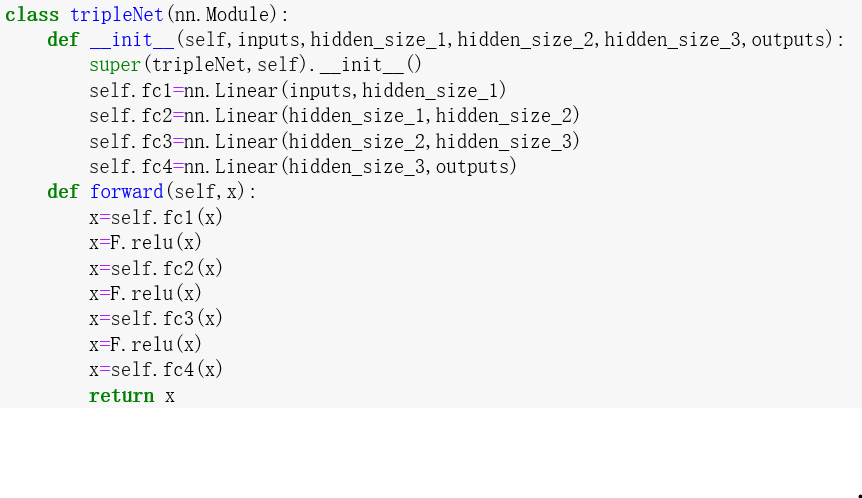 class tripleNet(nn.Module):
    def __init__(self,inputs,hidden_size_1,hidden_size_2,hidden_size_3,outputs):
        super(tripleNet,self).__init__()
        self.fc1=nn.Linear(inputs,hidden_size_1)
        self.fc2=nn.Linear(hidden_size_1,hidden_size_2)
        self.fc3=nn.Linear(hidden_size_2,hidden_size_3)
        self.fc4=nn.Linear(hidden_size_3,outputs)
    def forward(self,x):
        x=self.fc1(x)
        x=F.relu(x)
        x=self.fc2(x)
        x=F.relu(x)
        x=self.fc3(x)
        x=F.relu(x)
        x=self.fc4(x)
        return x
.